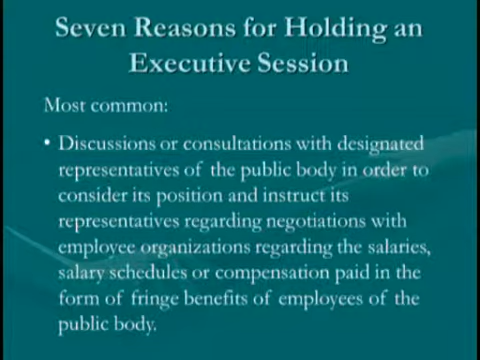 Seven Reasons for Holding an
Executive Session
Most common:
• Discussions or consultations with designated
representatives of the public body in order to
consider its position and instruct its
representatives regarding negotiations with
employee organizations regarding the salaries,
salary schedules or compensation paid in the
form of fringe benefits of employees of the
public body.